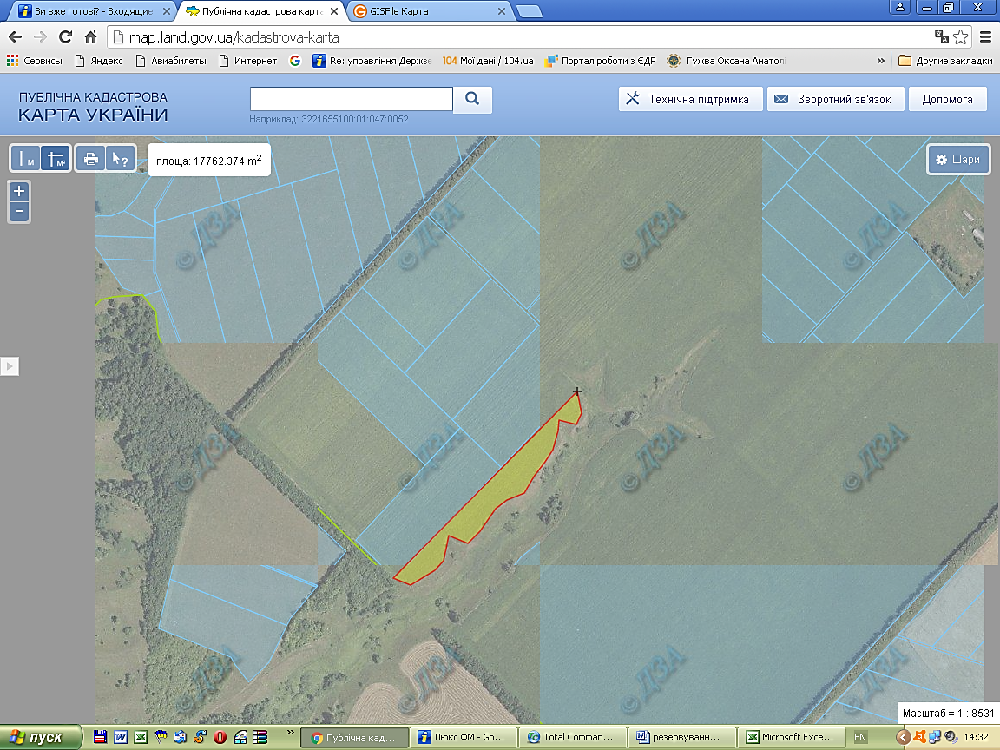 Ви вже готові? - Входящие
Публічна кадастрова карта
GISFile Карта
map.land.gov.ua/kadastrova-karta
Сервисы
Яндекс
Авиабилеты
Интернет
Re: управління Держзе
104 Мої дані / 104.ua
Портал роботи з ЄДР
Гужва Оксана Анатол
»
Другие закладки
ПУБЛІЧНА КАДАСТРОВА
КАРТА УКРАЇНИ
Наприклад: 3221655100:01:047:0052
Технічна підтримка
Зворотний зв'язок
Допомога
м
м²
?
площа: 17762.374 m²
Шари
+
-
© ДЗА
© ДЗА
© ДЗА
© ДЗА
© ДЗА
© ДЗА
© ДЗА
© ДЗА
© ДЗА
© ДЗА
© ДЗА
© ДЗА
Масштаб = 1 : 8531
пуск
»
Публічна кад...
Люкс ФМ - Go...
Total Comman...
резервуванн...
Microsoft Exce...
EN
14:32